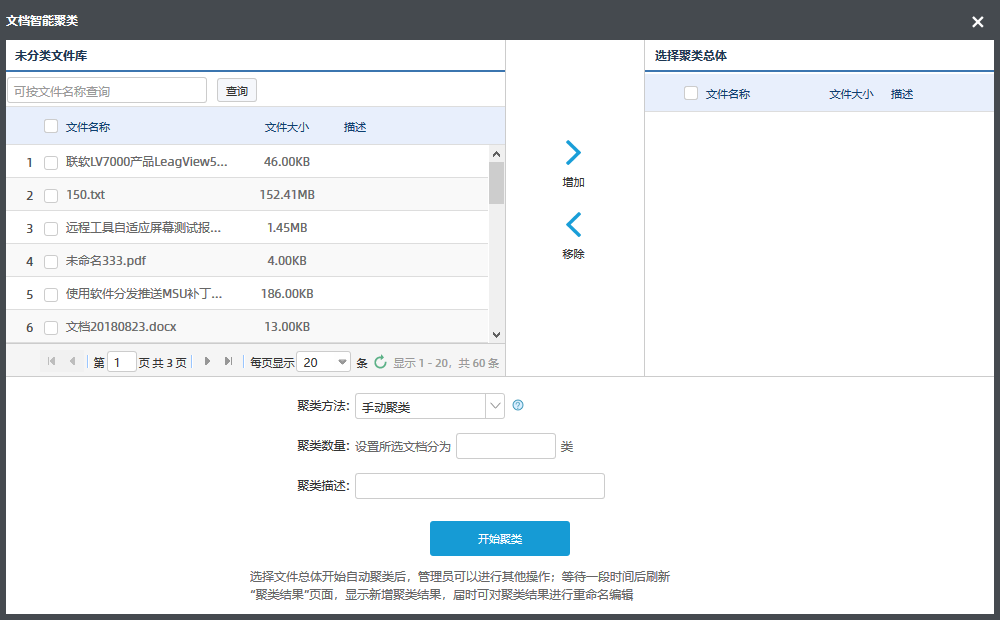 文档智能聚类
未分类文件库
可按文件名称查询 查询
文件名称 文件大小 描述
1 联软LV7000产品LeagView5... 46.00KB
2 150.txt 152.41MB
3 远程工具自适应屏幕测试报... 1.45MB
4 未命名333.pdf 4.00KB
5 使用软件分发推送MSU补丁... 186.00KB
6 文档20180823.docx 13.00KB
第 1 页共 3 页 每页显示 20 条 显示 1 - 20，共 60 条
增加
移除
选择聚类总体
文件名称 文件大小 描述
聚类方法: 手动聚类
聚类数量: 设置所选文档分为 类
聚类描述:
开始聚类
选择文件总体开始自动聚类后，管理员可以进行其他操作；等待一段时间后刷新
“聚类结果”页面，显示新增聚类结果，届时可对聚类结果进行重命名编辑